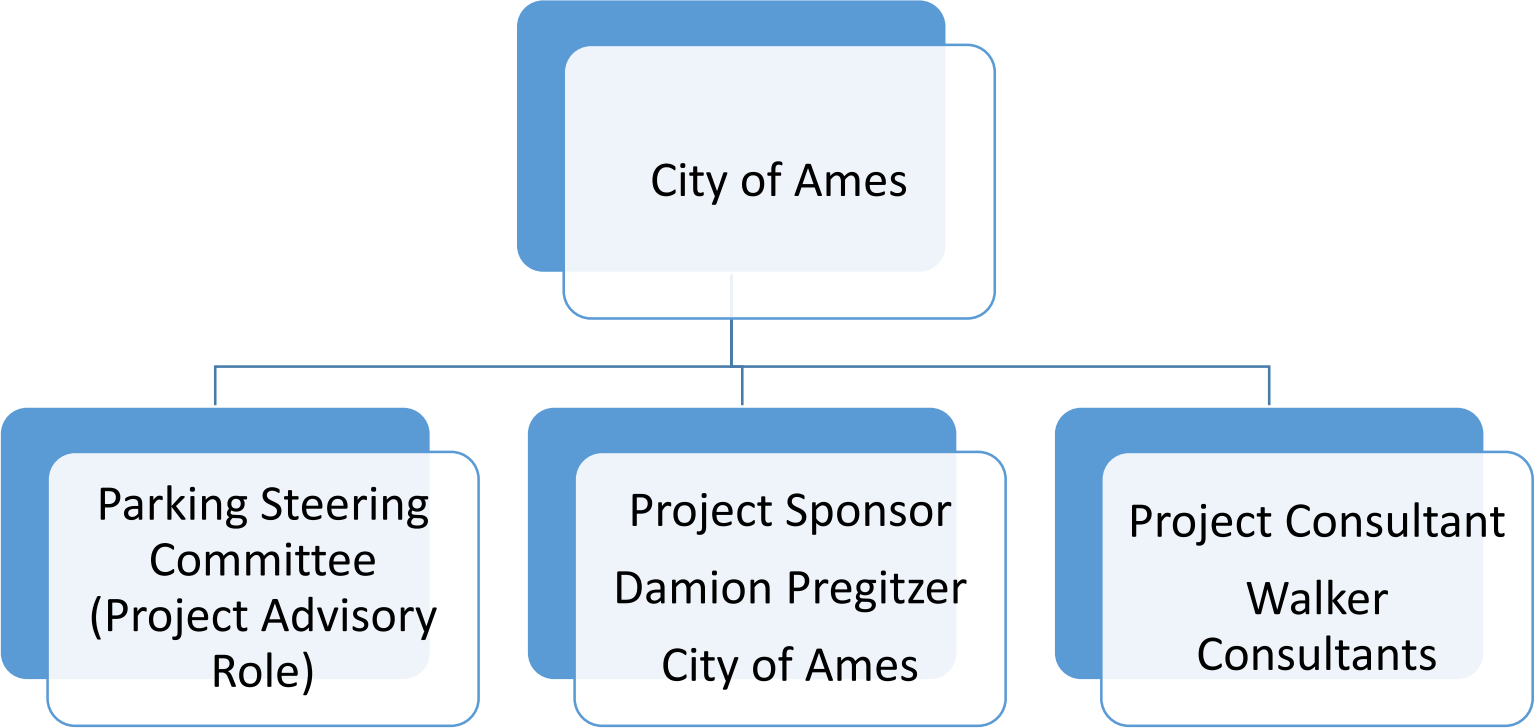 City of Ames
Parking Steering
Committee
(Project Advisory
Role)
Project Sponsor
Damion Pregitzer
City of Ames
Project Consultant
Walker
Consultants